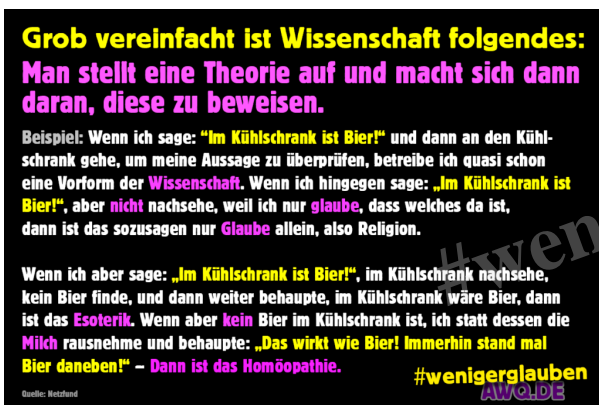 Grob vereinfacht ist Wissenschaft folgendes:
Man stellt eine Theorie auf und macht sich dann
daran, diese zu beweisen.
Beispiel: Wenn ich sage: “Im Kühlschrank ist Bier!“ und dann an den Kühl-
schrank gehe, um meine Aussage zu überprüfen, betreibe ich quasi schon
eine Vorform der Wissenschaft. Wenn ich hingegen sage: „Im Kühlschrank ist
Bier!“, aber nicht nachsehe, weil ich nur glaube, dass welches da ist,
dann ist das sozusagen nur Glaube allein, also Religion.
Wenn ich aber sage: „Im Kühlschrank ist Bier!“, im Kühlschrank nachsehe,
kein Bier finde, und dann weiter behaupte, im Kühlschrank wäre Bier, dann
ist das Esoterik. Wenn aber kein Bier im Kühlschrank ist, ich statt dessen die
Milch rausnehme und behaupte: „Das wirkt wie Bier! Immerhin stand mal
Bier daneben!“ – Dann ist das Homöopathie.
#wen
#wenigerglauben
AWQ.DE
Quelle: Netzfund